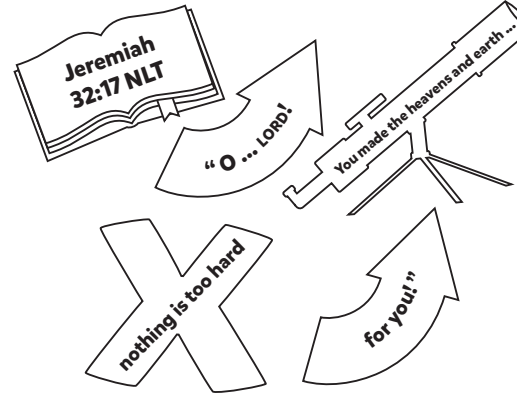 Jeremiah
32:17 NLT
“ O ... LORD!
You made the heavens and earth ...
nothing is too hard
for you!”